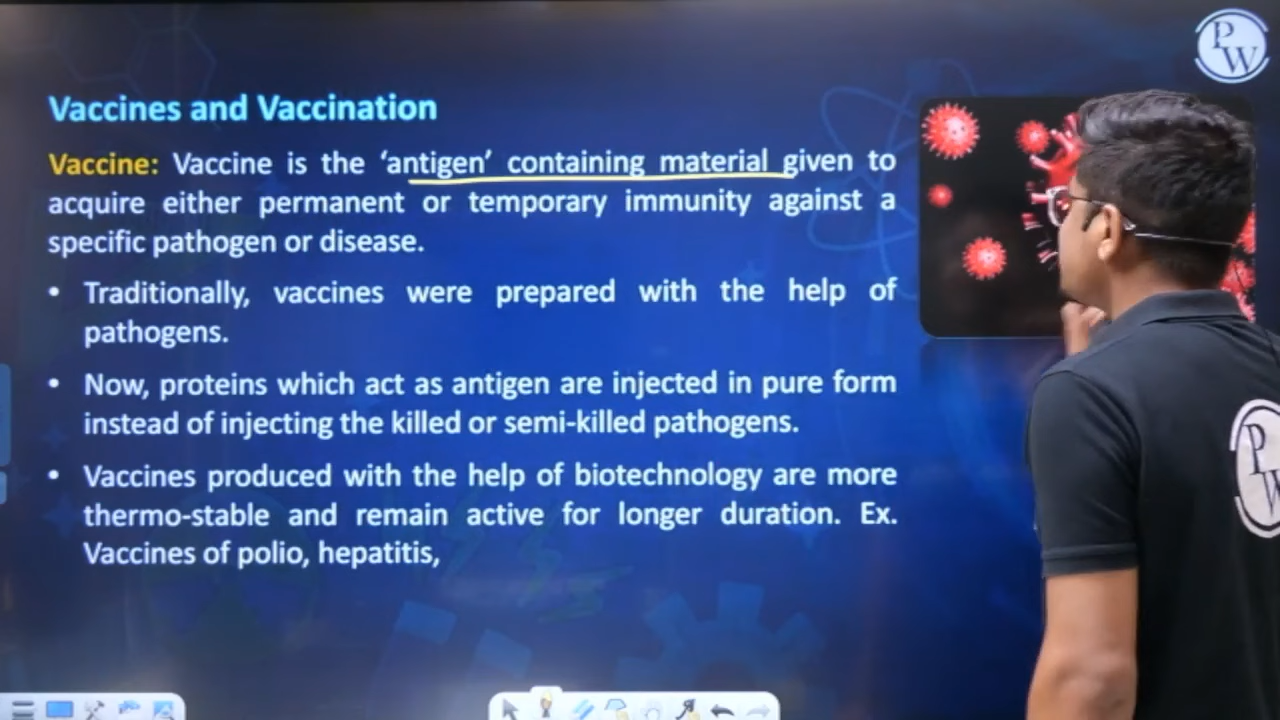 P
W
Vaccines and Vaccination
Vaccine: Vaccine is the ‘antigen’ containing material given to
acquire either permanent or temporary immunity against a
specific pathogen or disease.
• Traditionally, vaccines were prepared with the help of
pathogens.
• Now, proteins which act as antigen are injected in pure form
instead of injecting the killed or semi-killed pathogens.
• Vaccines produced with the help of biotechnology are more
thermo-stable and remain active for longer duration. Ex.
Vaccines of polio, hepatitis,
P
W